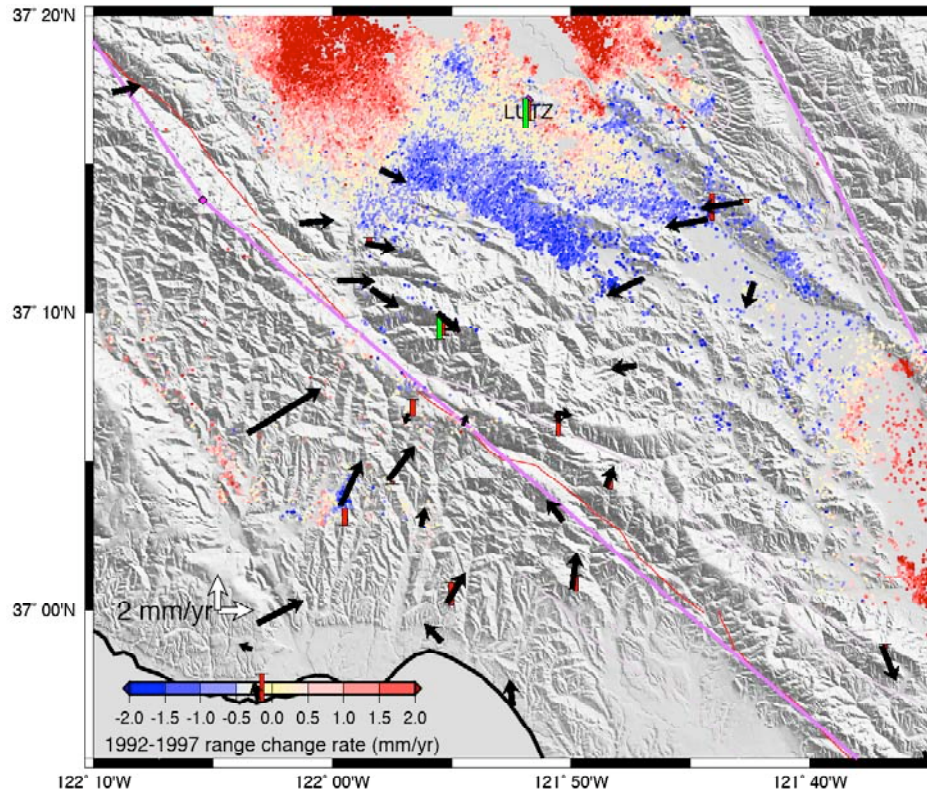 37° 20'N
LUTZ
37° 10'N
37° 00'N
2 mm/yr
-2.0 -1.5 -1.0 -0.5 0.0 0.5 1.0 1.5 2.0
1992-1997 range change rate (mm/yr)
122° 10'W 122° 00'W 121° 50'W 121° 40'W